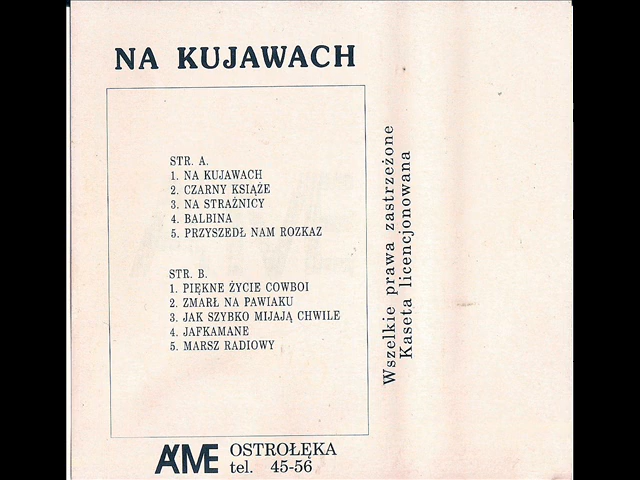 NA KUJAWACH
STR. A.
1. NA KUJAWACH
2. CZARNY KSIĄŻE
3. NA STRAŻNICY
4. BALBINA
5. PRZYSZEDŁ NAM ROZKAZ
STR. B.
1. PIĘKNE ŻYCIE COWBOI
2. ZMARŁ NA PAWIAKU
3. JAK SZYBKO MIJAJĄ CHWILE
4. JAFKAMANE
5. MARSZ RADIOWY
AKME OSTROŁĘKA
tel. 45-56
Wszelkie prawa zastrzeżone
Kaseta licencjonowana